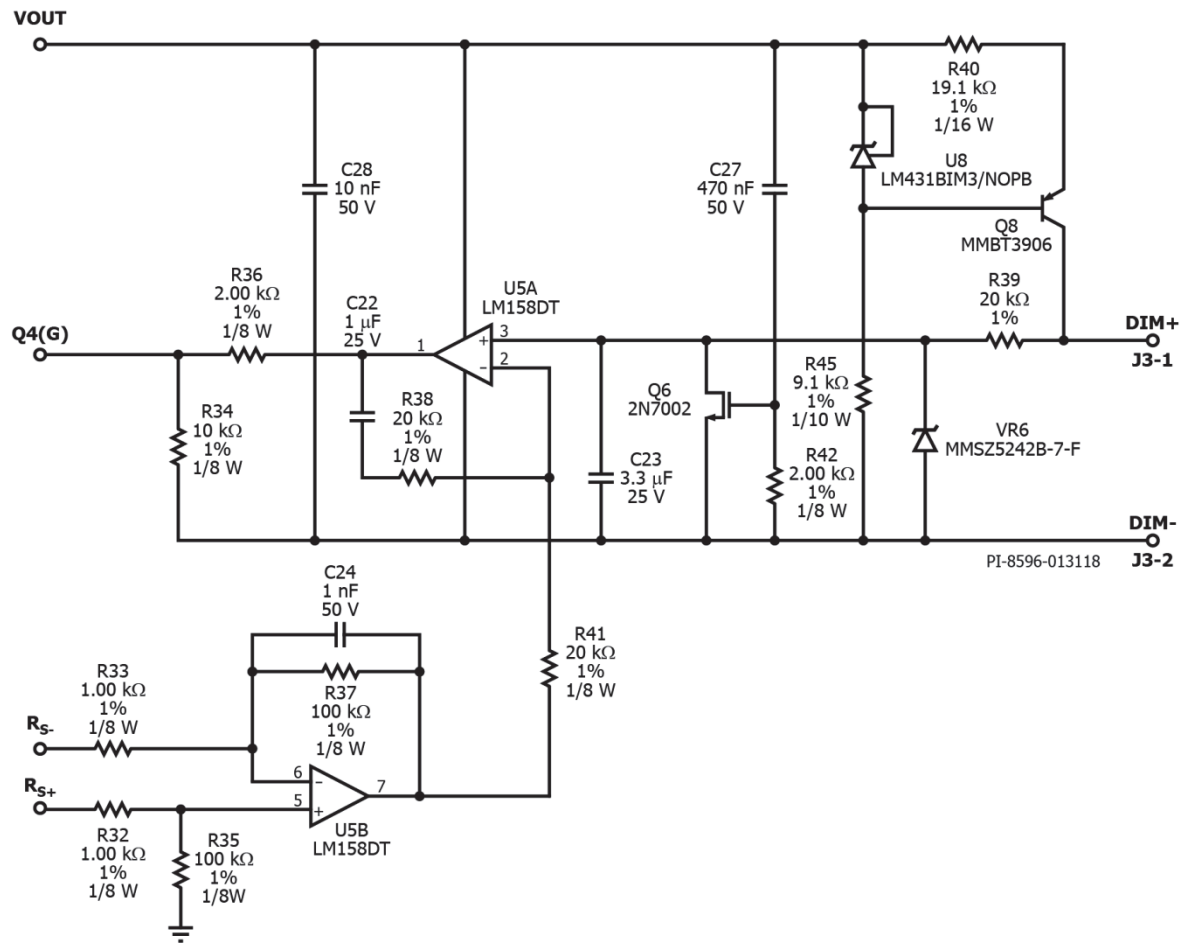 VOUT
R40
19.1 kΩ
1%
1/16 W
C28
10 nF
50 V
C27
470 nF
50 V
U8
LM431BIM3/NOPB
Q8
MMBT3906
R36
2.00 kΩ
1%
1/8 W
C22
1 μF
25 V
U5A
LM158DT
R39
20 kΩ
1%
DIM+
J3-1
Q4(G)
1
3
+
2
-
R34
10 kΩ
1%
1/8 W
R38
20 kΩ
1%
1/8 W
Q6
2N7002
R45
9.1 kΩ
1%
1/10 W
VR6
MMSZ5242B-7-F
C23
3.3 μF
25 V
R42
2.00 kΩ
1%
1/8 W
DIM-
J3-2
PI-8596-013118
C24
1 nF
50 V
R41
20 kΩ
1%
1/8 W
R33
1.00 kΩ
1%
1/8 W
R37
100 kΩ
1%
1/8 W
RS-
RS+
6
-
5
+
7
U5B
LM158DT
R32
1.00 kΩ
1%
1/8 W
R35
100 kΩ
1%
1/8W